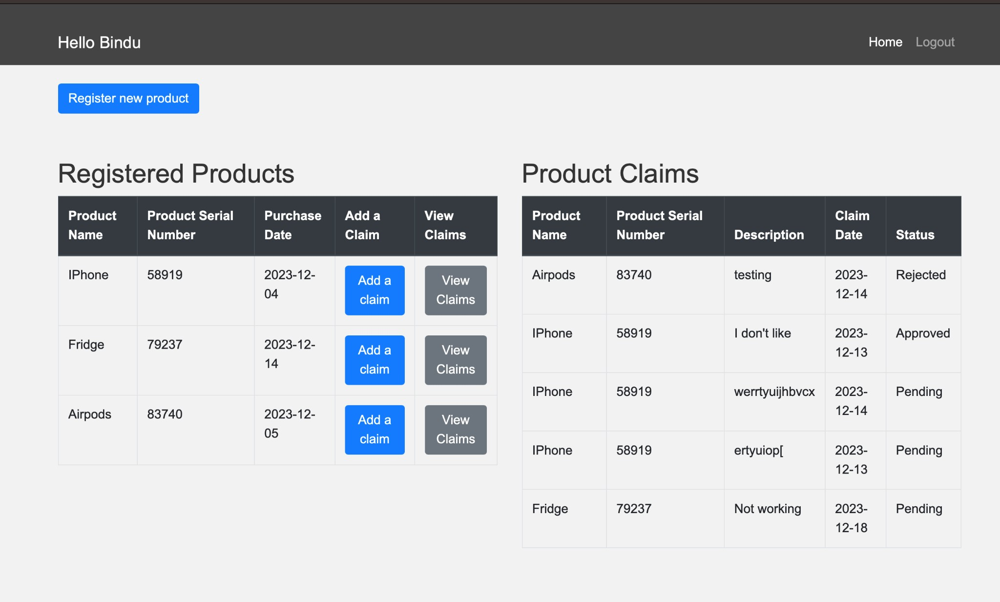 Hello Bindu
Home Logout
Register new product
Registered Products
Product Name Product Serial Number Purchase Date Add a Claim View Claims
IPhone 58919 2023-12-04 Add a claim View Claims
Fridge 79237 2023-12-14 Add a claim View Claims
Airpods 83740 2023-12-05 Add a claim View Claims
Product Claims
Product Name Product Serial Number Description Claim Date Status
Airpods 83740 testing 2023-12-14 Rejected
IPhone 58919 I don't like 2023-12-13 Approved
IPhone 58919 werrtyuijhbvcx 2023-12-14 Pending
IPhone 58919 ertyuiop[ 2023-12-13 Pending
Fridge 79237 Not working 2023-12-18 Pending